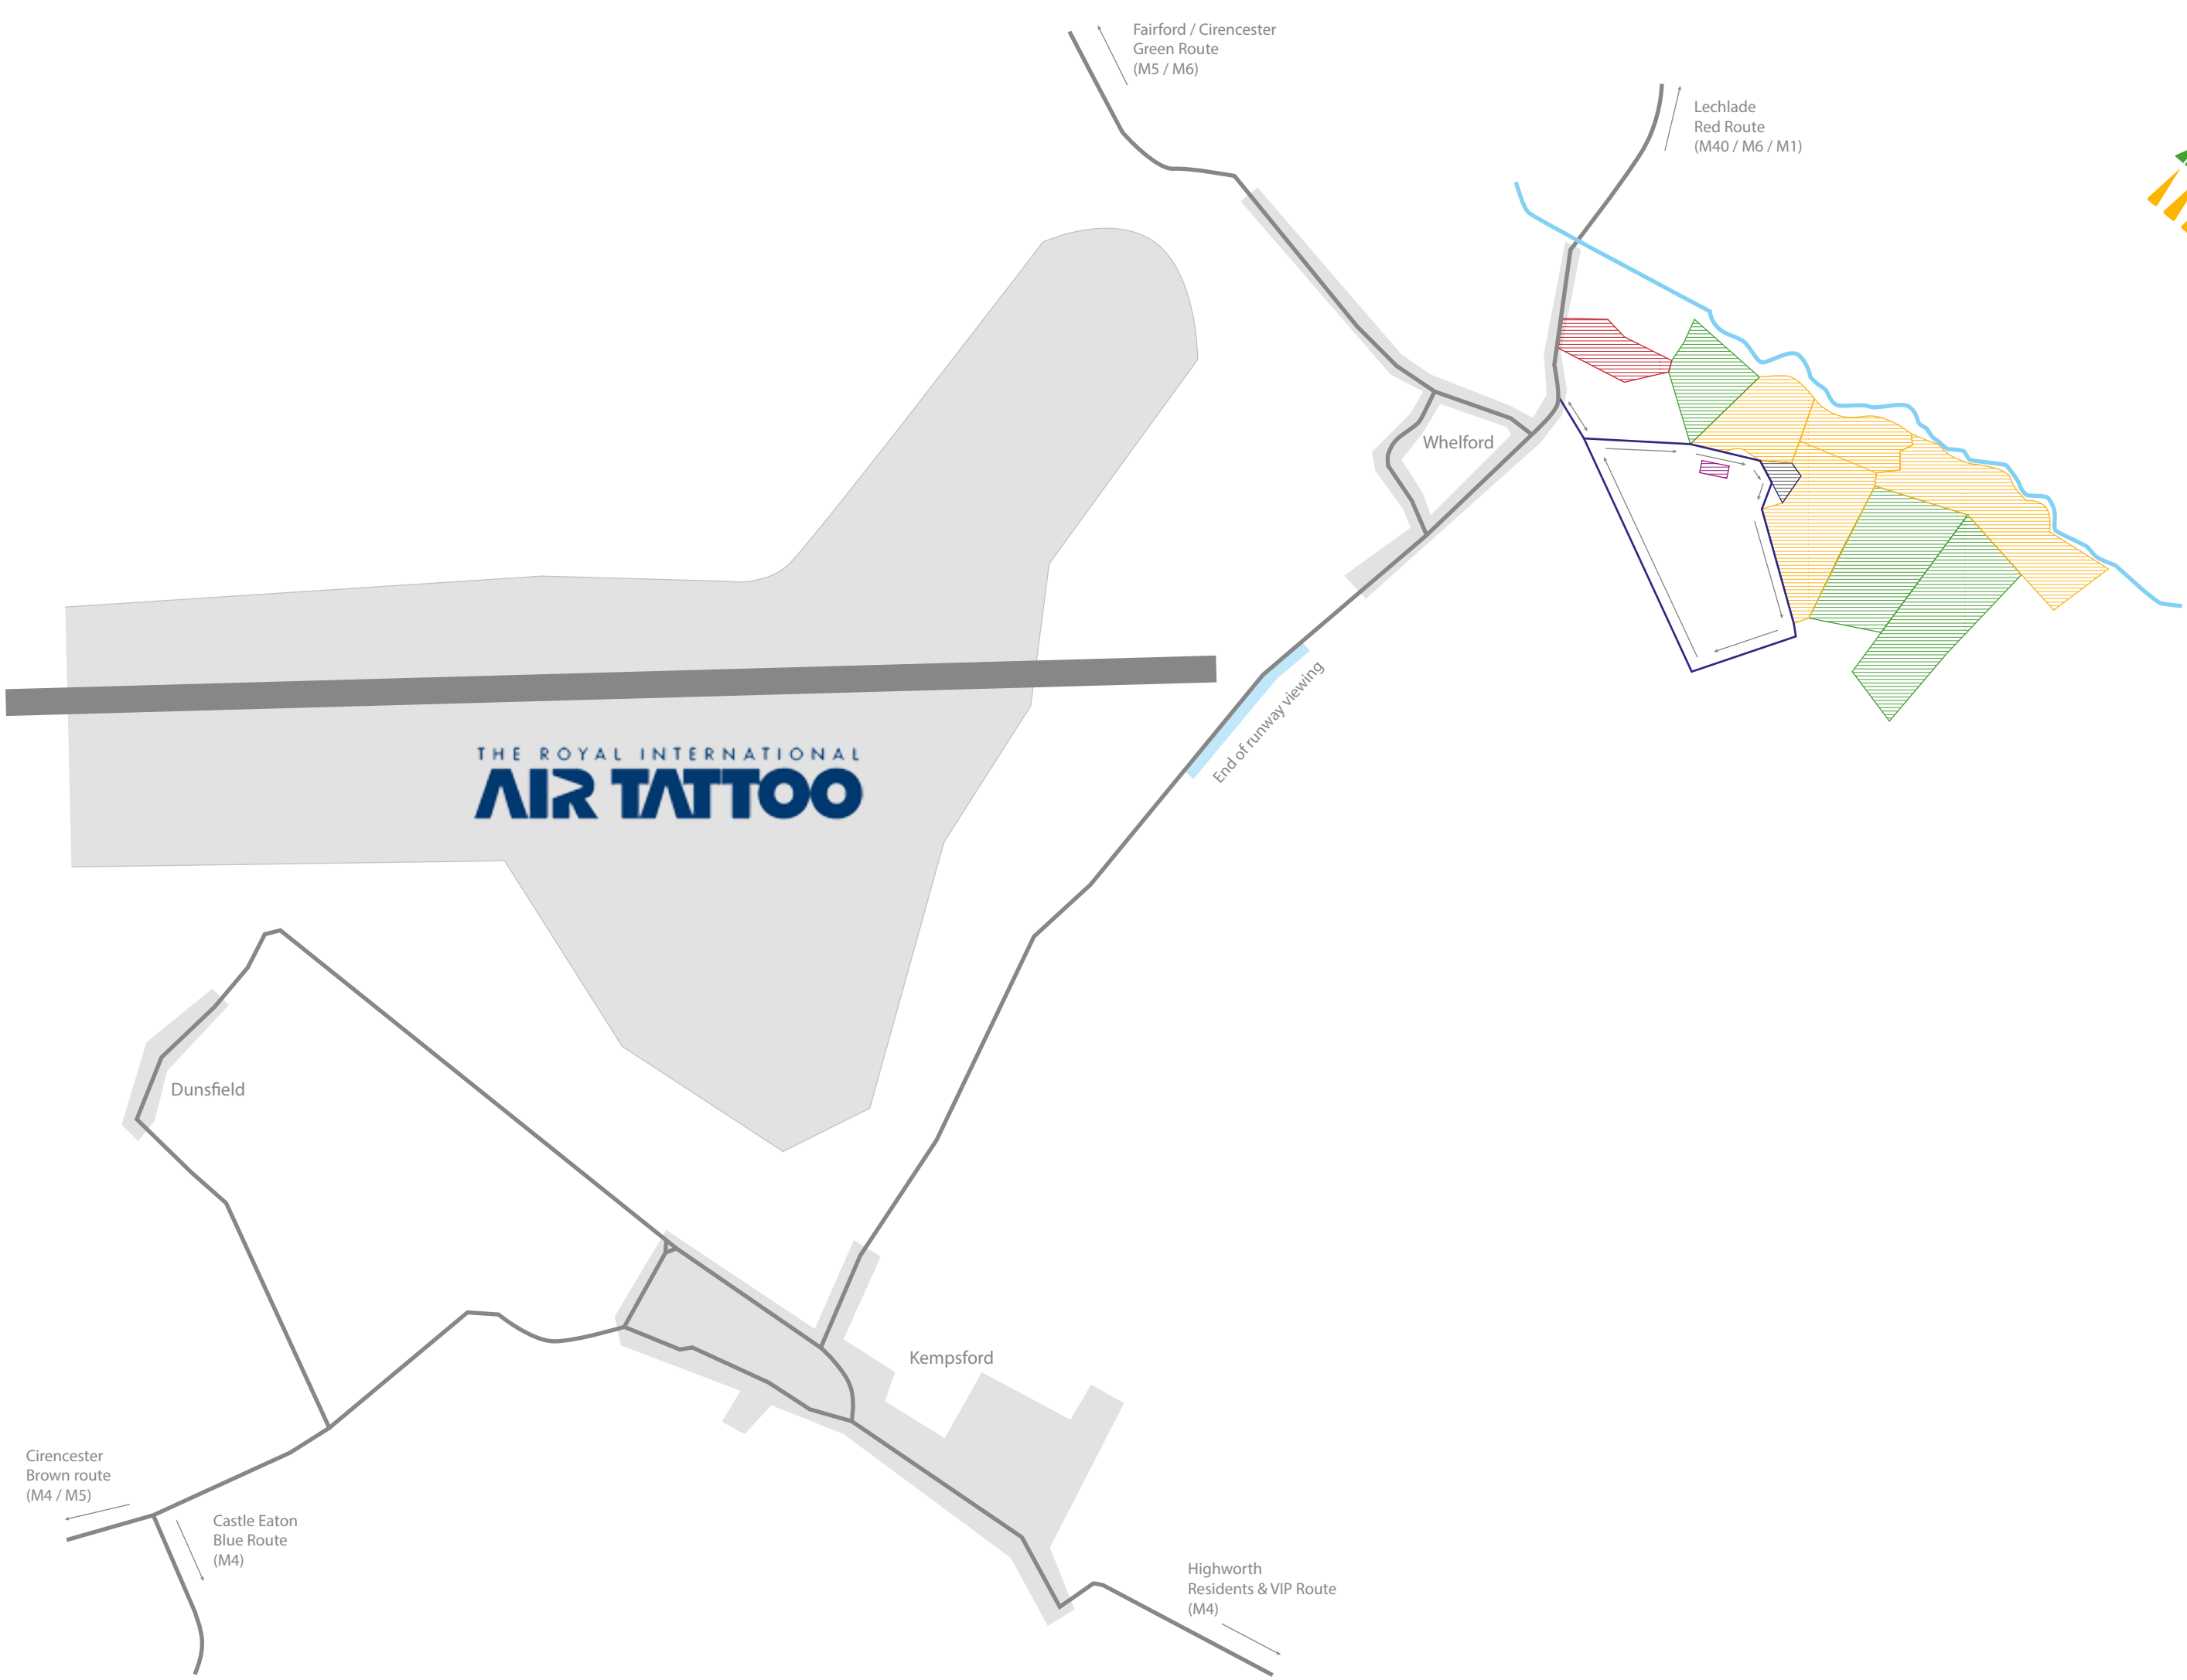 Fairford / Cirencester
Green Route
(M5 / M6)
Lechlade
Red Route
(M40 / M6 / M1)
Whelford
End of runway viewing
THE ROYAL INTERNATIONAL
AIR TATTOO
Dunsfield
Kempsford
Cirencester
Brown route
(M4 / M5)
Castle Eaton
Blue Route
(M4)
Highworth
Residents & VIP Route
(M4)